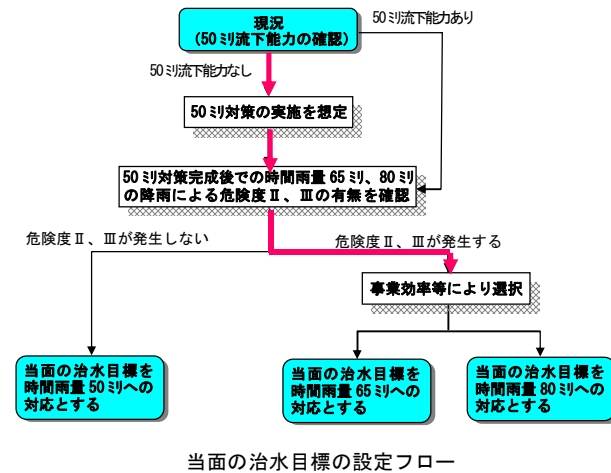 現況
（50ミリ流下能力の確認）
50ミリ流下能力あり
50ミリ流下能力なし
50ミリ対策の実施を想定
50ミリ対策完成後での時間雨量65ミリ、80ミリ
の降雨による危険度Ⅱ、Ⅲの有無を確認
危険度Ⅱ、Ⅲが発生しない
危険度Ⅱ、Ⅲが発生する
事業効率等により選択
当面の治水目標を
時間雨量50ミリへの
対応とする
当面の治水目標を
時間雨量65ミリへの
対応とする
当面の治水目標を
時間雨量80ミリへの
対応とする
当面の治水目標の設定フロー